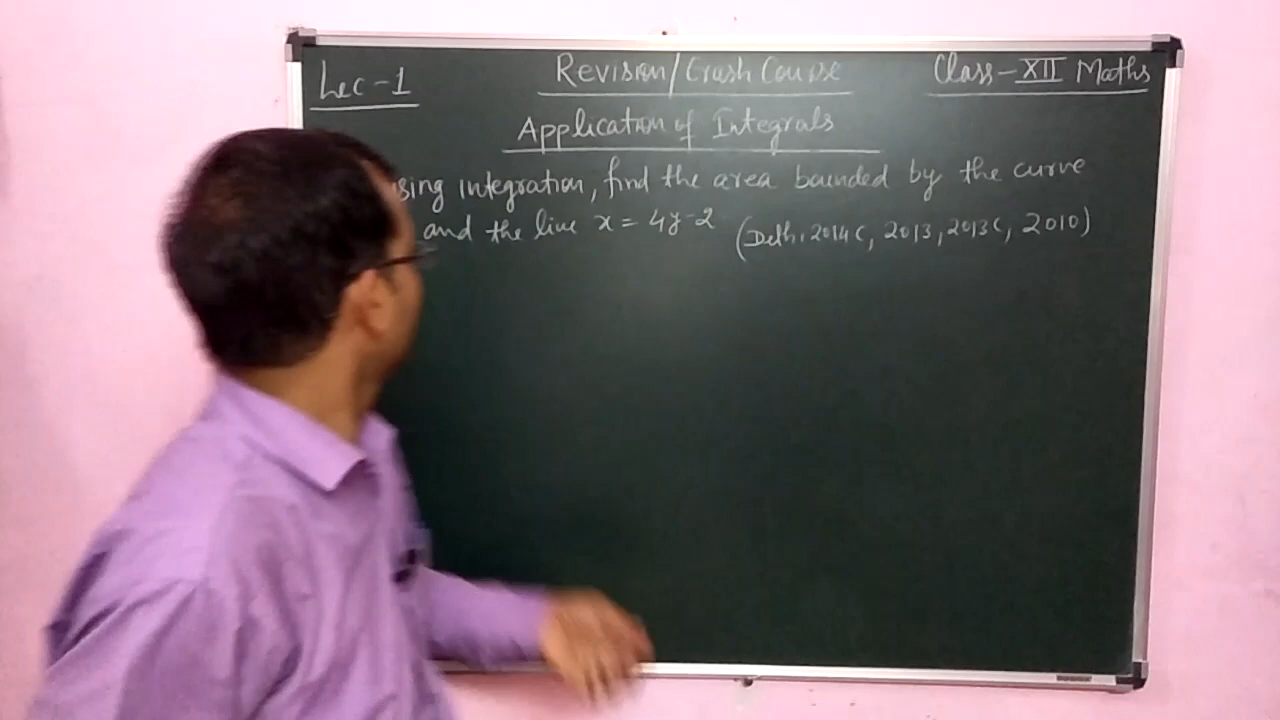 Lec-1
Revision/Crash Course
Class-XII Maths
Application of Integrals
using integration, find the area bounded by the curve
and the line x = 4y-2 (Delhi 2014C, 2013, 2013C, 2010)